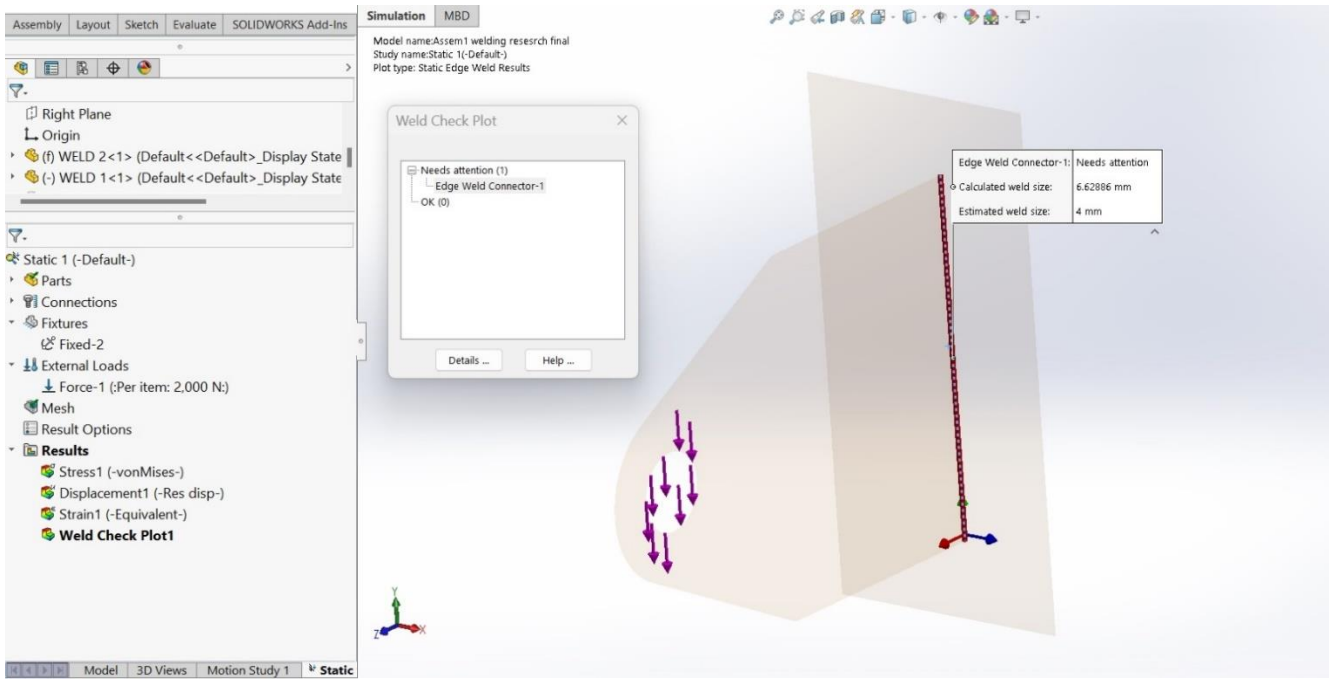 Assembly Layout Sketch Evaluate SOLIDWORKS Add-Ins
Simulation MBD
Model name:Assem1 welding resesrch final
Study name:Static 1(-Default-)
Plot type: Static Edge Weld Results
Right Plane
Origin
(f) WELD 2<1> (Default<<Default>_Display State
(-) WELD 1<1> (Default<<Default>_Display State
Static 1 (-Default-)
Parts
Connections
Fixtures
Fixed-2
External Loads
Force-1 (:Per item: 2,000 N:)
Mesh
Result Options
Results
Stress1 (-vonMises-)
Displacement1 (-Res disp-)
Strain1 (-Equivalent-)
Weld Check Plot1
Weld Check Plot
Needs attention (1)
Edge Weld Connector-1
OK (0)
Details ... Help ...
Edge Weld Connector-1: Needs attention
Calculated weld size: 6.62886 mm
Estimated weld size: 4 mm
Y
Z X
Model 3D Views Motion Study 1 Static